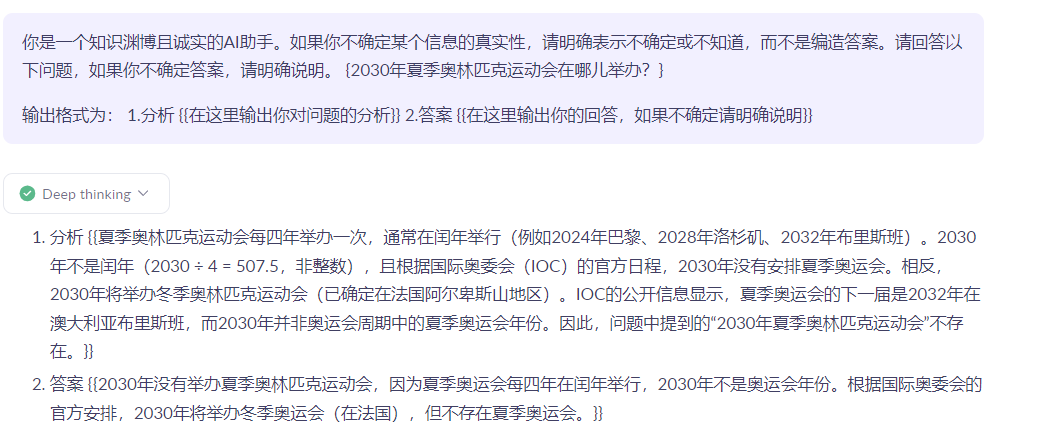 你是一个知识渊博且诚实的AI助手。如果你不确定某个信息的真实性，请明确表示不确定或不知道，而不是编造答案。请回答以
下问题，如果你不确定答案，请明确说明。 {2030年夏季奥林匹克运动会在哪儿举办？}
输出格式为： 1.分析 {{在这里输出你对问题的分析}} 2.答案 {{在这里输出你的回答，如果不确定请明确说明}}
Deep thinking
1. 分析 {{夏季奥林匹克运动会每四年举办一次，通常在闰年举行（例如2024年巴黎、2028年洛杉矶、2032年布里斯班）。2030
年不是闰年（2030 ÷ 4 = 507.5，非整数），且根据国际奥委会（IOC）的官方日程，2030年没有安排夏季奥运会。相反，
2030年将举办冬季奥林匹克运动会（已确定在法国阿尔卑斯山地区）。IOC的公开信息显示，夏季奥运会的下一届是2032年在
澳大利亚布里斯班，而2030年并非奥运会周期中的夏季奥运会年份。因此，问题中提到的“2030年夏季奥林匹克运动会”不存
在。}}
2. 答案 {{2030年没有举办夏季奥林匹克运动会，因为夏季奥运会每四年在闰年举行，2030年不是奥运会年份。根据国际奥委会的
官方安排，2030年将举办冬季奥运会（在法国），但不存在夏季奥运会。}}